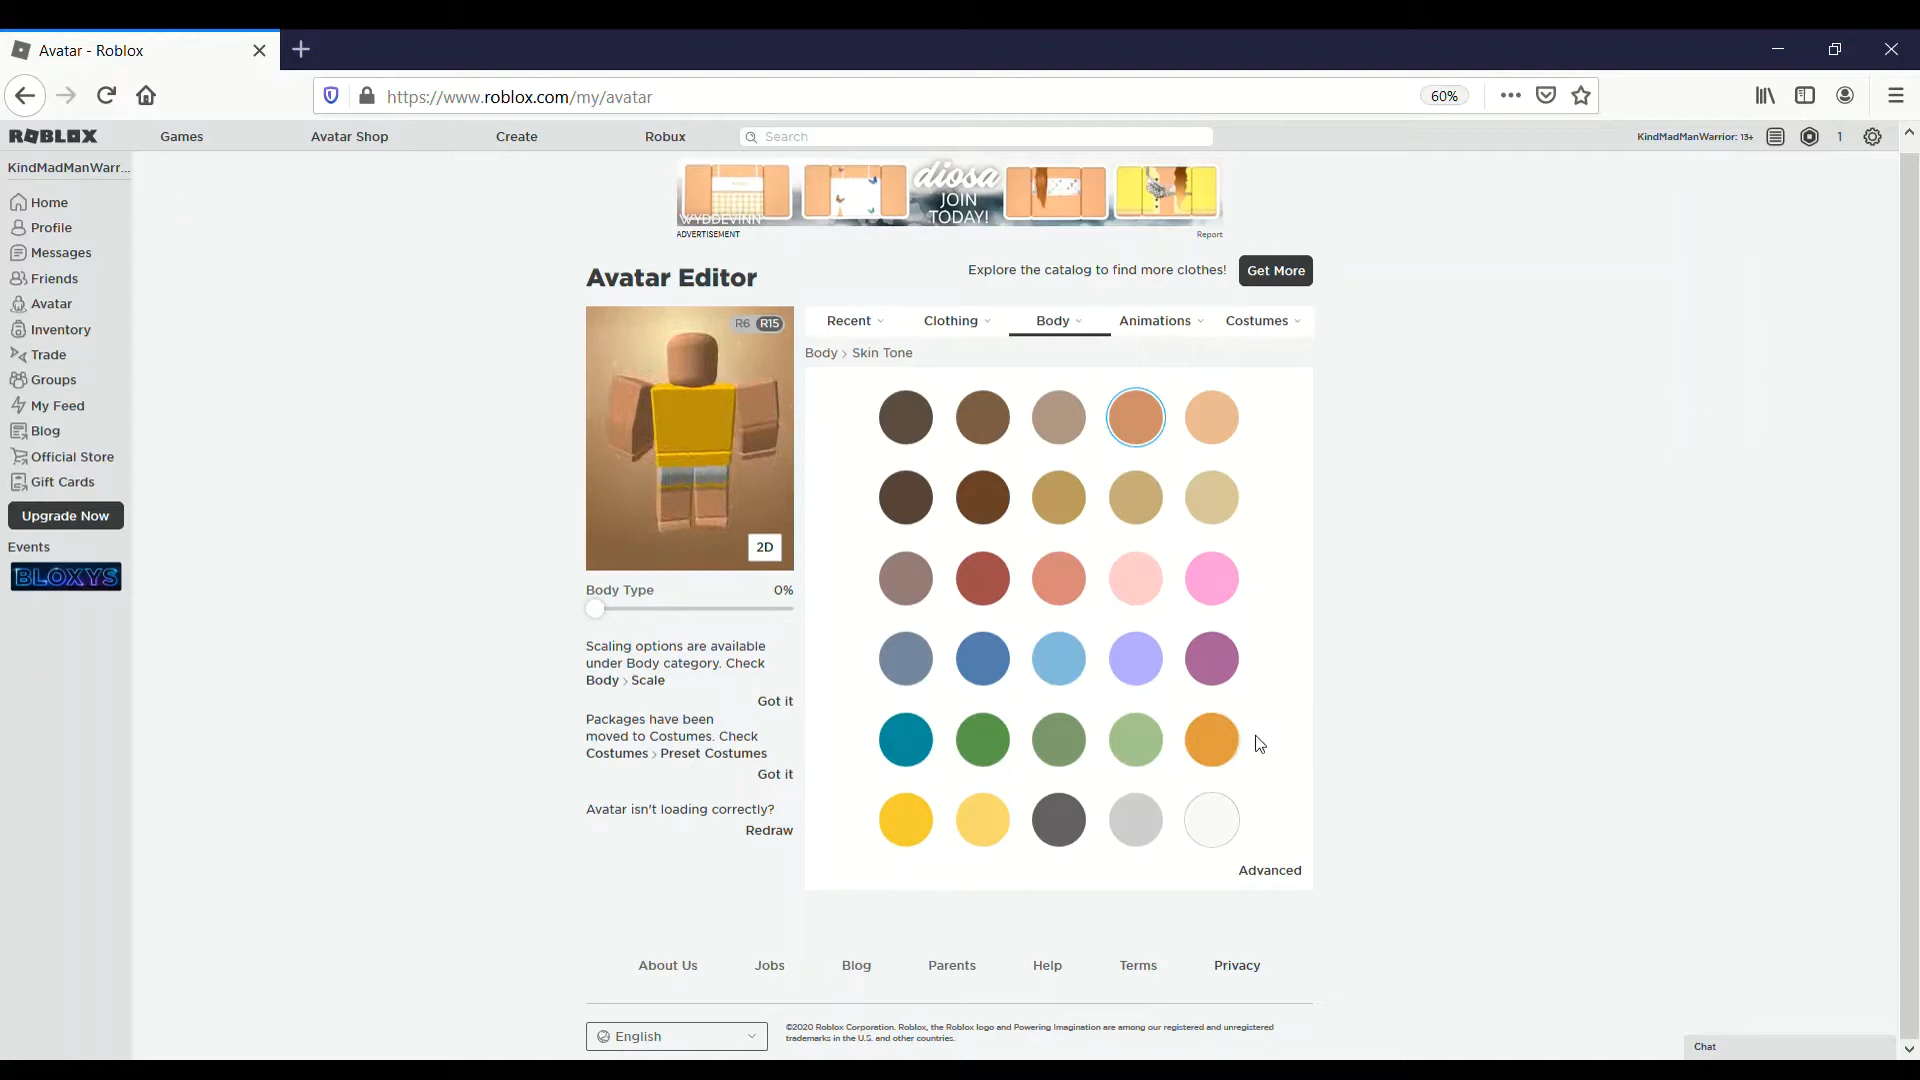 Avatar - Roblox
https://www.roblox.com/my/avatar
60%
ROBLOX
Games
Avatar Shop
Create
Robux
Search
KindMadManWarrior: 13+
1
KindMadManWarr...
Home
Profile
Messages
Friends
Avatar
Inventory
Trade
Groups
My Feed
Blog
Official Store
Gift Cards
Upgrade Now
Events
BLOXYS
WYDDEVINN
diosa
JOIN
TODAY!
ADVERTISEMENT
Report
Avatar Editor
Explore the catalog to find more clothes!
Get More
R6
R15
2D
Body Type
0%
Scaling options are available
under Body category. Check
Body > Scale
Got it
Packages have been
moved to Costumes. Check
Costumes > Preset Costumes
Got it
Avatar isn't loading correctly?
Redraw
Recent
Clothing
Body
Animations
Costumes
Body > Skin Tone
Advanced
About Us
Jobs
Blog
Parents
Help
Terms
Privacy
English
©2020 Roblox Corporation. Roblox, the Roblox logo and Powering Imagination are among our registered and unregistered
trademarks in the U.S. and other countries.
Chat